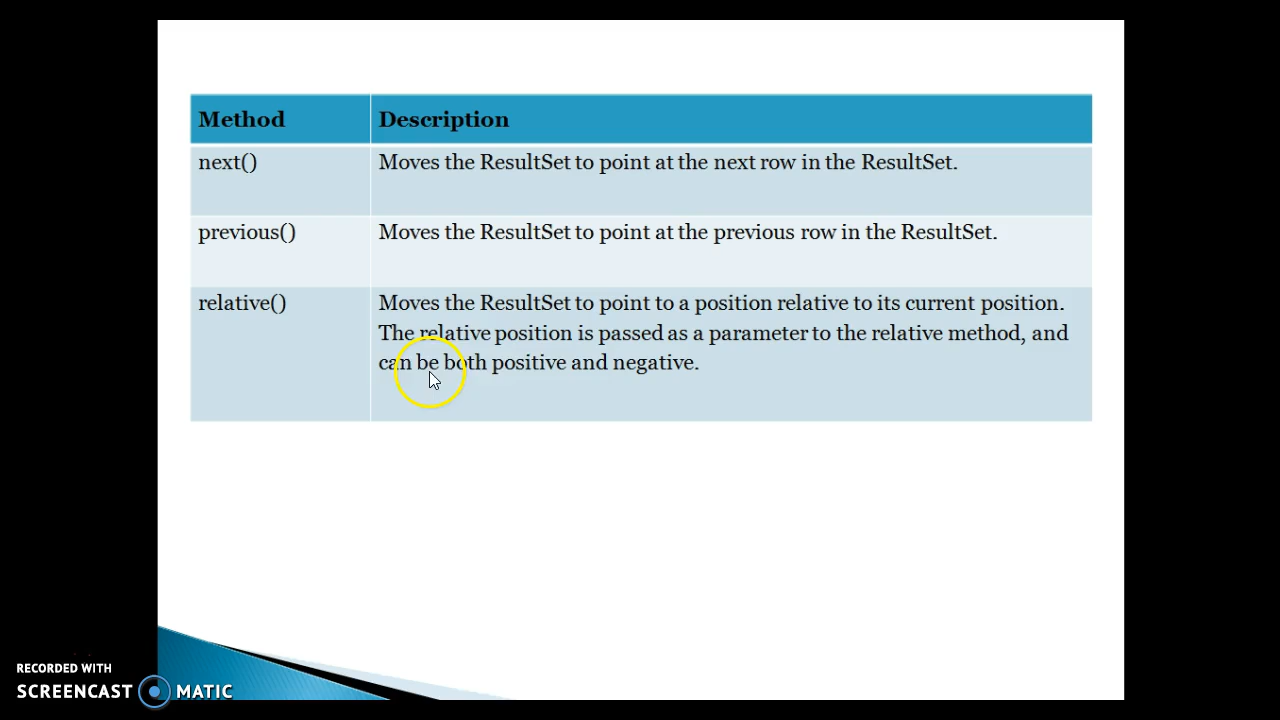 Method Description
next() Moves the ResultSet to point at the next row in the ResultSet.
previous() Moves the ResultSet to point at the previous row in the ResultSet.
relative() Moves the ResultSet to point to a position relative to its current position.
The relative position is passed as a parameter to the relative method, and
can be both positive and negative.
RECORDED WITH
SCREENCAST MATIC